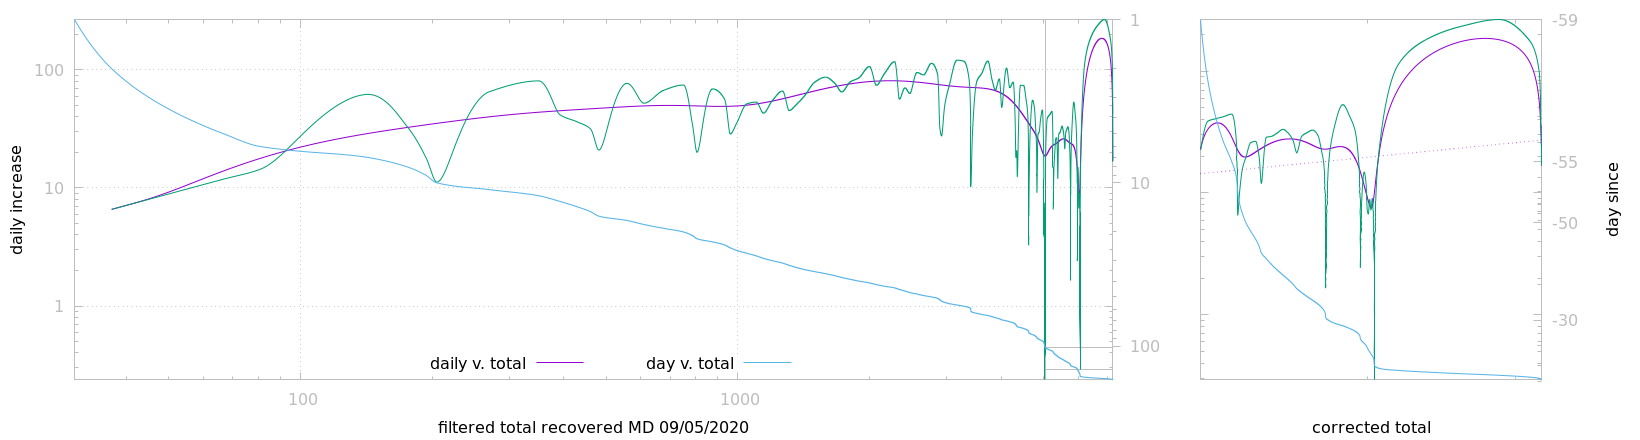 daily increase
100
10
1
daily v. total
day v. total
100
1000
filtered total recovered MD 09/05/2020
1
10
100
-59
-55
-50
-30
day since
corrected total